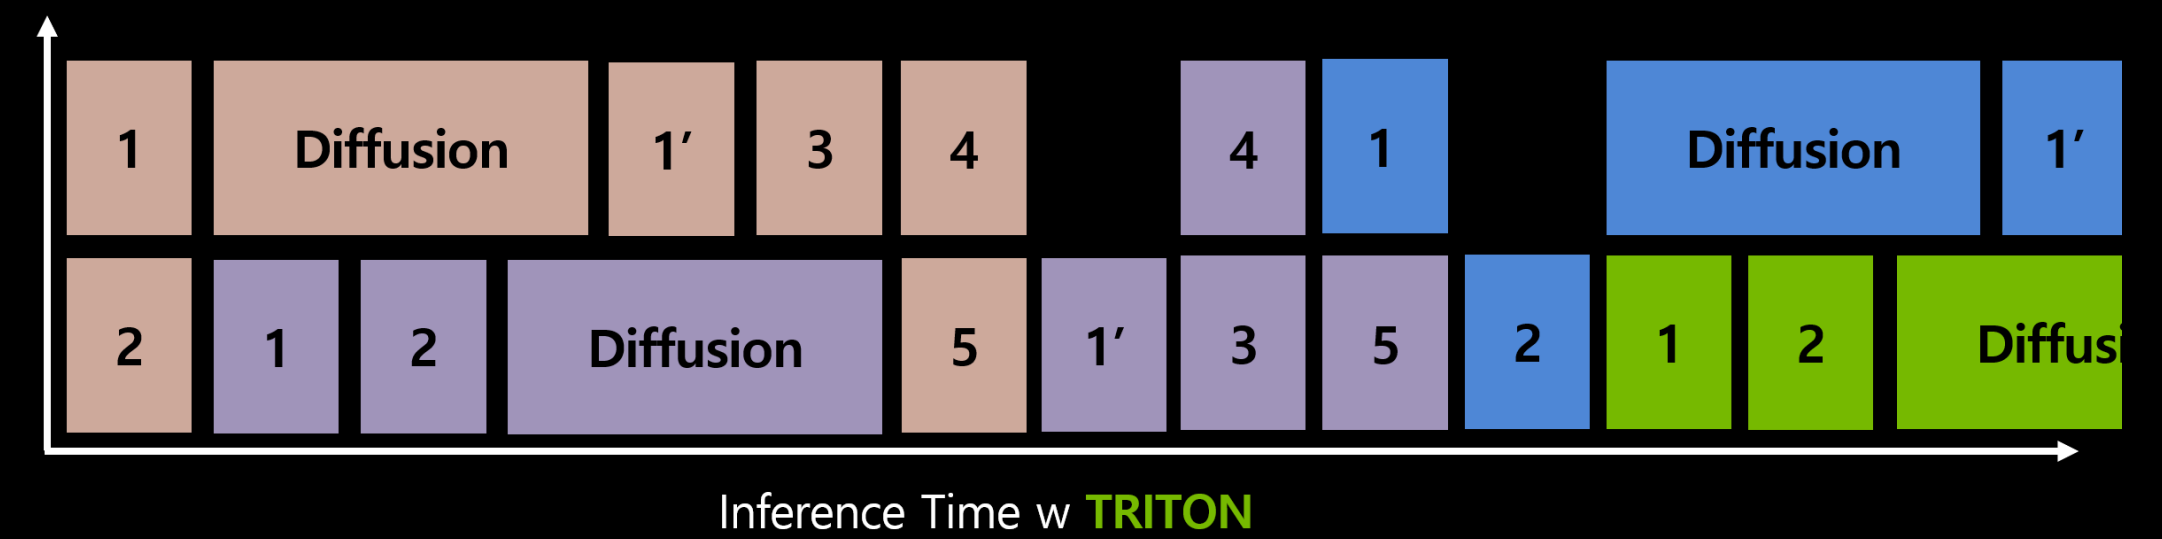 1 Diffusion 1′ 3 4 4 1 Diffusion 1′
2 1 2 Diffusion 5 1′ 3 5 2 1 2 Diffusi
Inference Time w TRITON